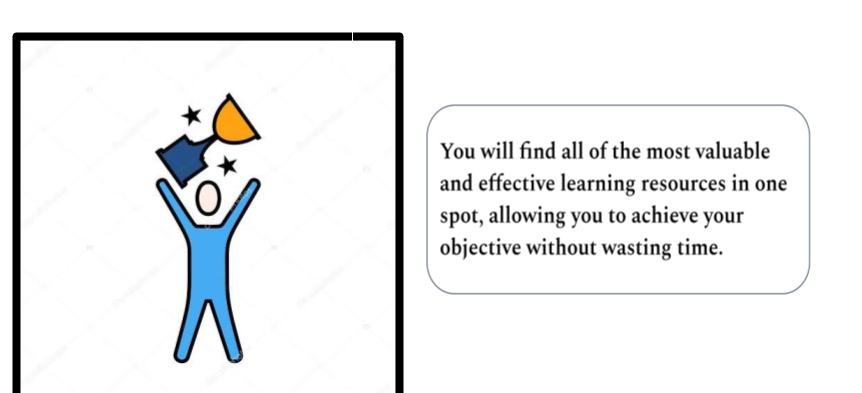 You will find all of the most valuable
and effective learning resources in one
spot, allowing you to achieve your
objective without wasting time.